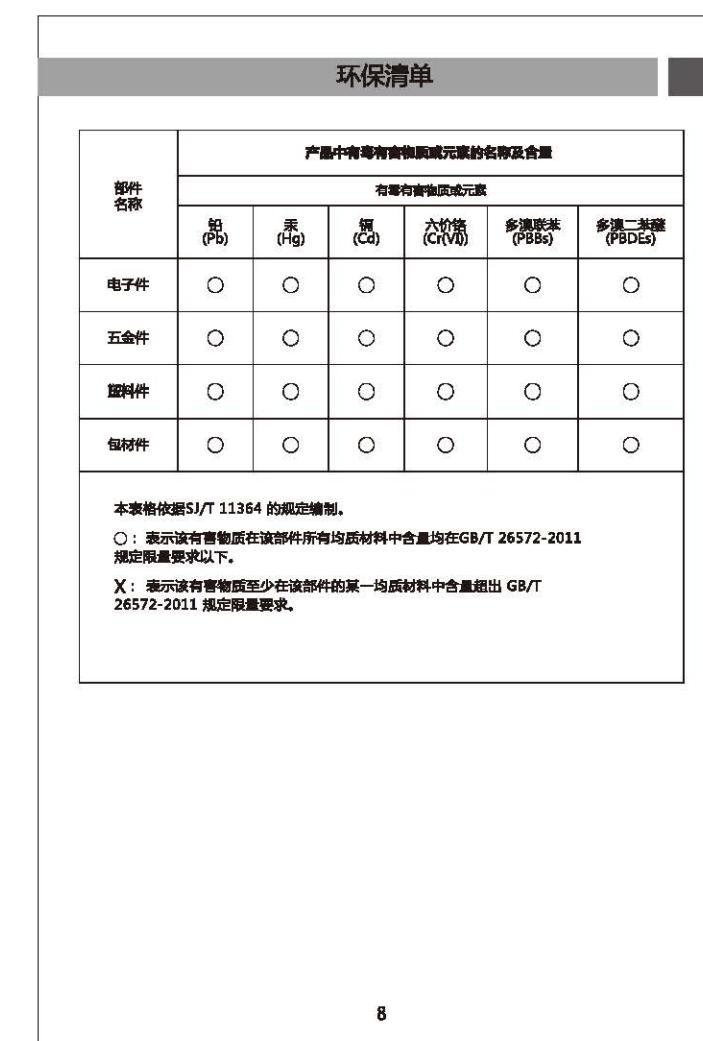 环保清单
产品中有毒有害物质或元素的名称及含量
部件
名称
有毒有害物质或元素
铅 汞 镉 六价铬 多溴联苯 多溴二苯醚
(Pb) (Hg) (Cd) (Cr(VI)) (PBBs) (PBDEs)
电子件 ○ ○ ○ ○ ○ ○
五金件 ○ ○ ○ ○ ○ ○
塑料件 ○ ○ ○ ○ ○ ○
包材件 ○ ○ ○ ○ ○ ○
本表格依据SJ/T 11364 的规定编制。
○：表示该有害物质在该部件所有均质材料中含量均在GB/T 26572-2011
规定限量要求以下。
X：表示该有害物质至少在该部件的某一均质材料中含量超出 GB/T
26572-2011 规定限量要求。
8